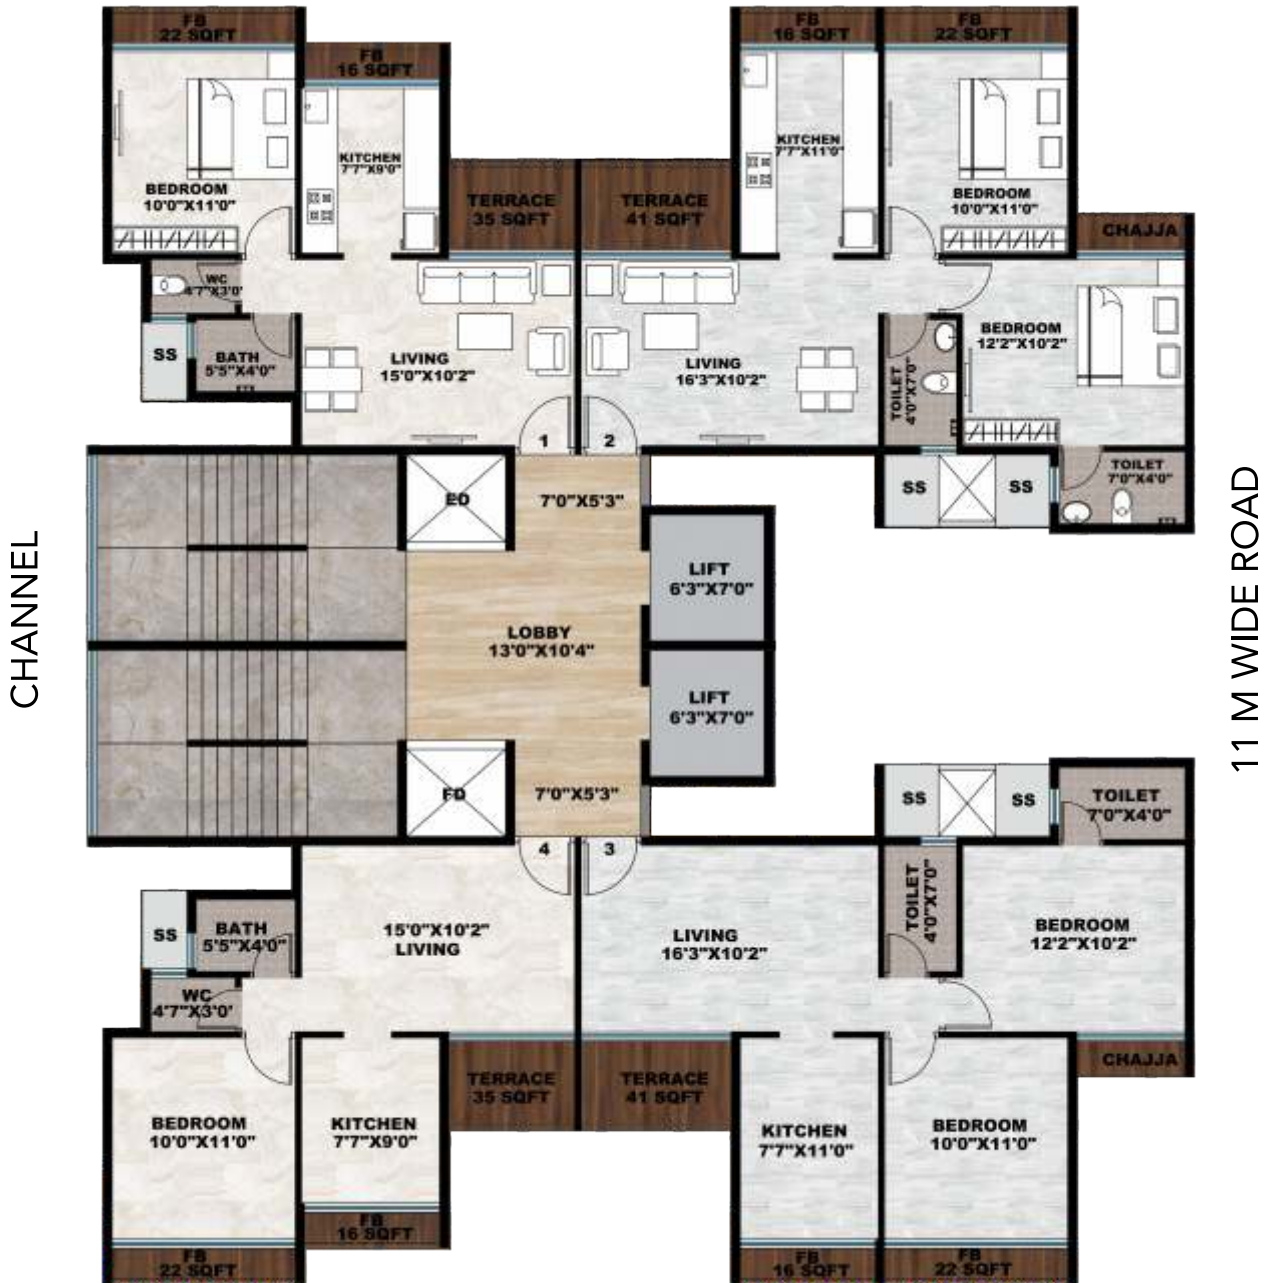 FB
22 SQFT
FB
16 SQFT
FB
16 SQFT
FB
22 SQFT
KITCHEN
7'7"X9'0"
BEDROOM
10'0"X11'0"
TERRACE
35 SQFT
TERRACE
41 SQFT
KITCHEN
7'7"X11'0"
BEDROOM
10'0"X11'0"
CHAJJA
WC
4'7"X3'0'
SS
BATH
5'5"X4'0"
LIVING
15'0"X10'2"
LIVING
16'3"X10'2"
TOILET
4'0"X7'0"
BEDROOM
12'2"X10'2"
1
2
ED
7'0"X5'3"
SS
SS
TOILET
7'0"X4'0"
CHANNEL
LIFT
6'3"X7'0"
LOBBY
13'0"X10'4"
LIFT
6'3"X7'0"
11 M WIDE ROAD
FD
7'0"X5'3"
SS
SS
TOILET
7'0"X4'0"
4
3
SS
BATH
5'5"X4'0"
15'0"X10'2"
LIVING
LIVING
16'3"X10'2"
TOILET
4'0"X7'0"
BEDROOM
12'2"X10'2"
WC
4'7"X3'0'
TERRACE
35 SQFT
TERRACE
41 SQFT
CHAJJA
BEDROOM
10'0"X11'0"
KITCHEN
7'7"X9'0"
KITCHEN
7'7"X11'0"
BEDROOM
10'0"X11'0"
FB
16 SQFT
FB
22 SQFT
FB
16 SQFT
FB
22 SQFT